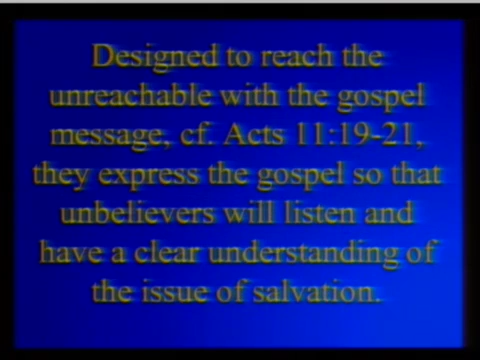 Designed to reach the
unreachable with the gospel
message, cf. Acts 11:19-21,
they express the gospel so that
unbelievers will listen and
have a clear understanding of
the issue of salvation.